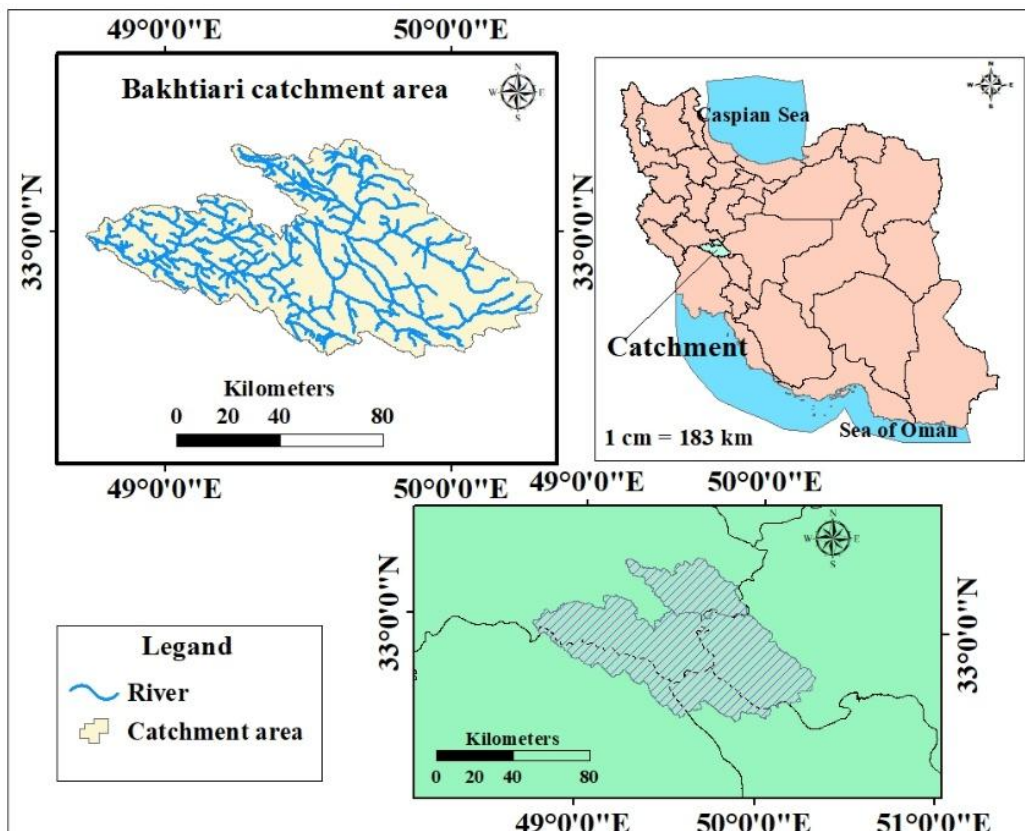 49°0'0"E 50°0'0"E
Bakhtiari catchment area
N
W E
S
33°0'0"N
Kilometers
0 20 40 80
49°0'0"E 50°0'0"E
33°0'0"N
N
W E
S
Caspian Sea
Catchment
1 cm = 183 km
Sea of Oman
49°0'0"E 50°0'0"E
N
W E
S
33°0'0"N
33°0'0"N
Kilometers
0 20 40 80
49°0'0"E 50°0'0"E 51°0'0"E
Legand
River
Catchment area